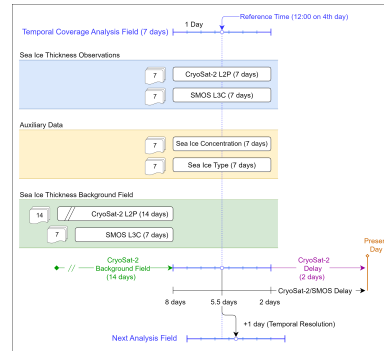 Reference Time (12:00 on 4th day)
1 Day
Temporal Coverage Analysis Field (7 days)
Sea Ice Thickness Observations
7
CryoSat-2 L2P (7 days)
7
SMOS L3C (7 days)
Auxiliary Data
7
Sea Ice Concentration (7 days)
7
Sea Ice Type (7 days)
Sea Ice Thickness Background Field
14
CryoSat-2 L2P (14 days)
7
SMOS L3C (7 days)
Present
Day
CryoSat-2
Background Field
(14 days)
CryoSat-2
Delay
(2 days)
CryoSat-2/SMOS Delay
8 days
5.5 days
2 days
+1 day (Temporal Resolution)
Next Analysis Field